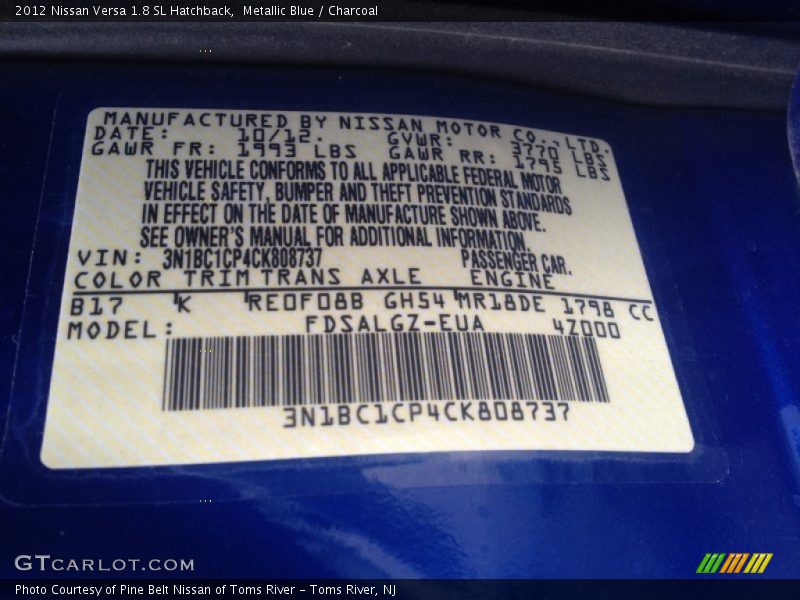 2012 Nissan Versa 1.8 SL Hatchback,  Metallic Blue / Charcoal
MANUFACTURED BY NISSAN MOTOR CO.,LTD.
DATE: 10/12. GVWR: 3770 LBS
GAWR FR: 1993 LBS GAWR RR: 1795 LBS
THIS VEHICLE CONFORMS TO ALL APPLICABLE FEDERAL MOTOR
VEHICLE SAFETY, BUMPER AND THEFT PREVENTION STANDARDS
IN EFFECT ON THE DATE OF MANUFACTURE SHOWN ABOVE.
SEE OWNER'S MANUAL FOR ADDITIONAL INFORMATION.
VIN: 3N1BC1CP4CK808737 PASSENGER CAR.
COLOR TRIM TRANS AXLE ENGINE
B17 K RE0F08B GH54 MR18DE 1798 CC
MODEL: FDSALGZ-EUA 4Z000
3N1BC1CP4CK808737
GTCARLOT.COM
Photo Courtesy of Pine Belt Nissan of Toms River – Toms River, NJ